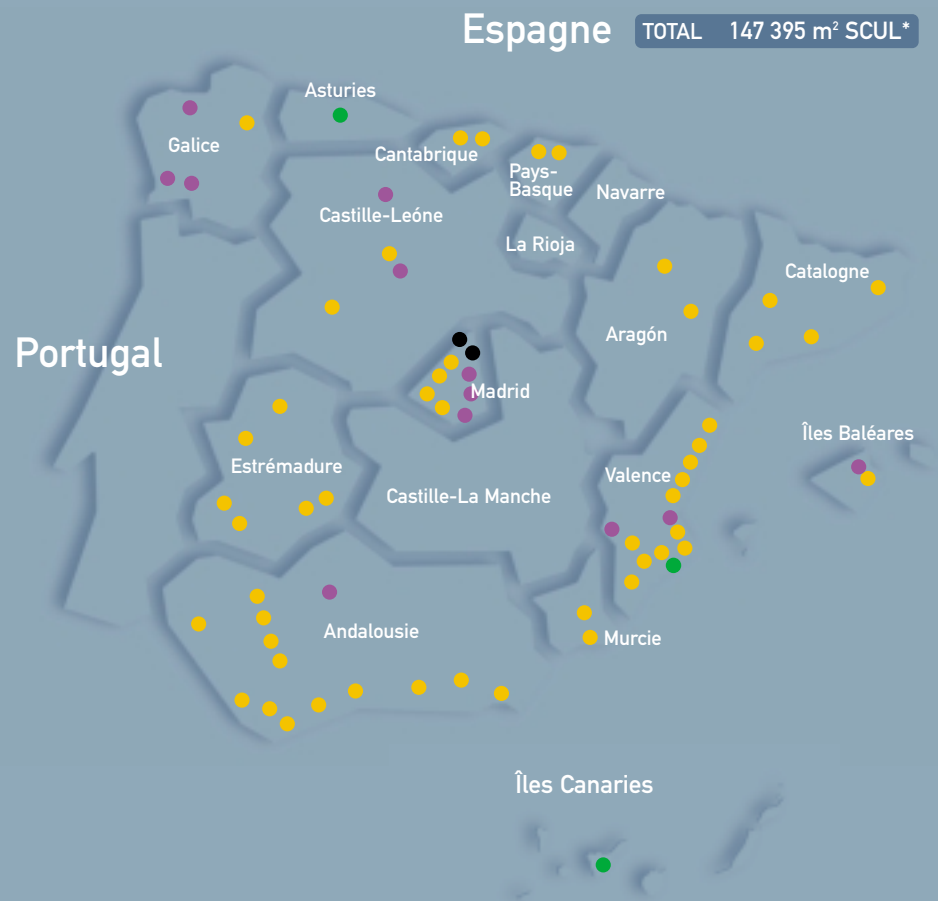 Espagne TOTAL 147 395 m² SCUL*
Asturies
Galice
Cantabrique
Pays-
Basque
Navarre
Castille-Leóne
La Rioja
Catalogne
Aragón
Portugal
Madrid
Îles Baléares
Estrémadure
Valence
Castille-La Manche
Andalousie
Murcie
Îles Canaries